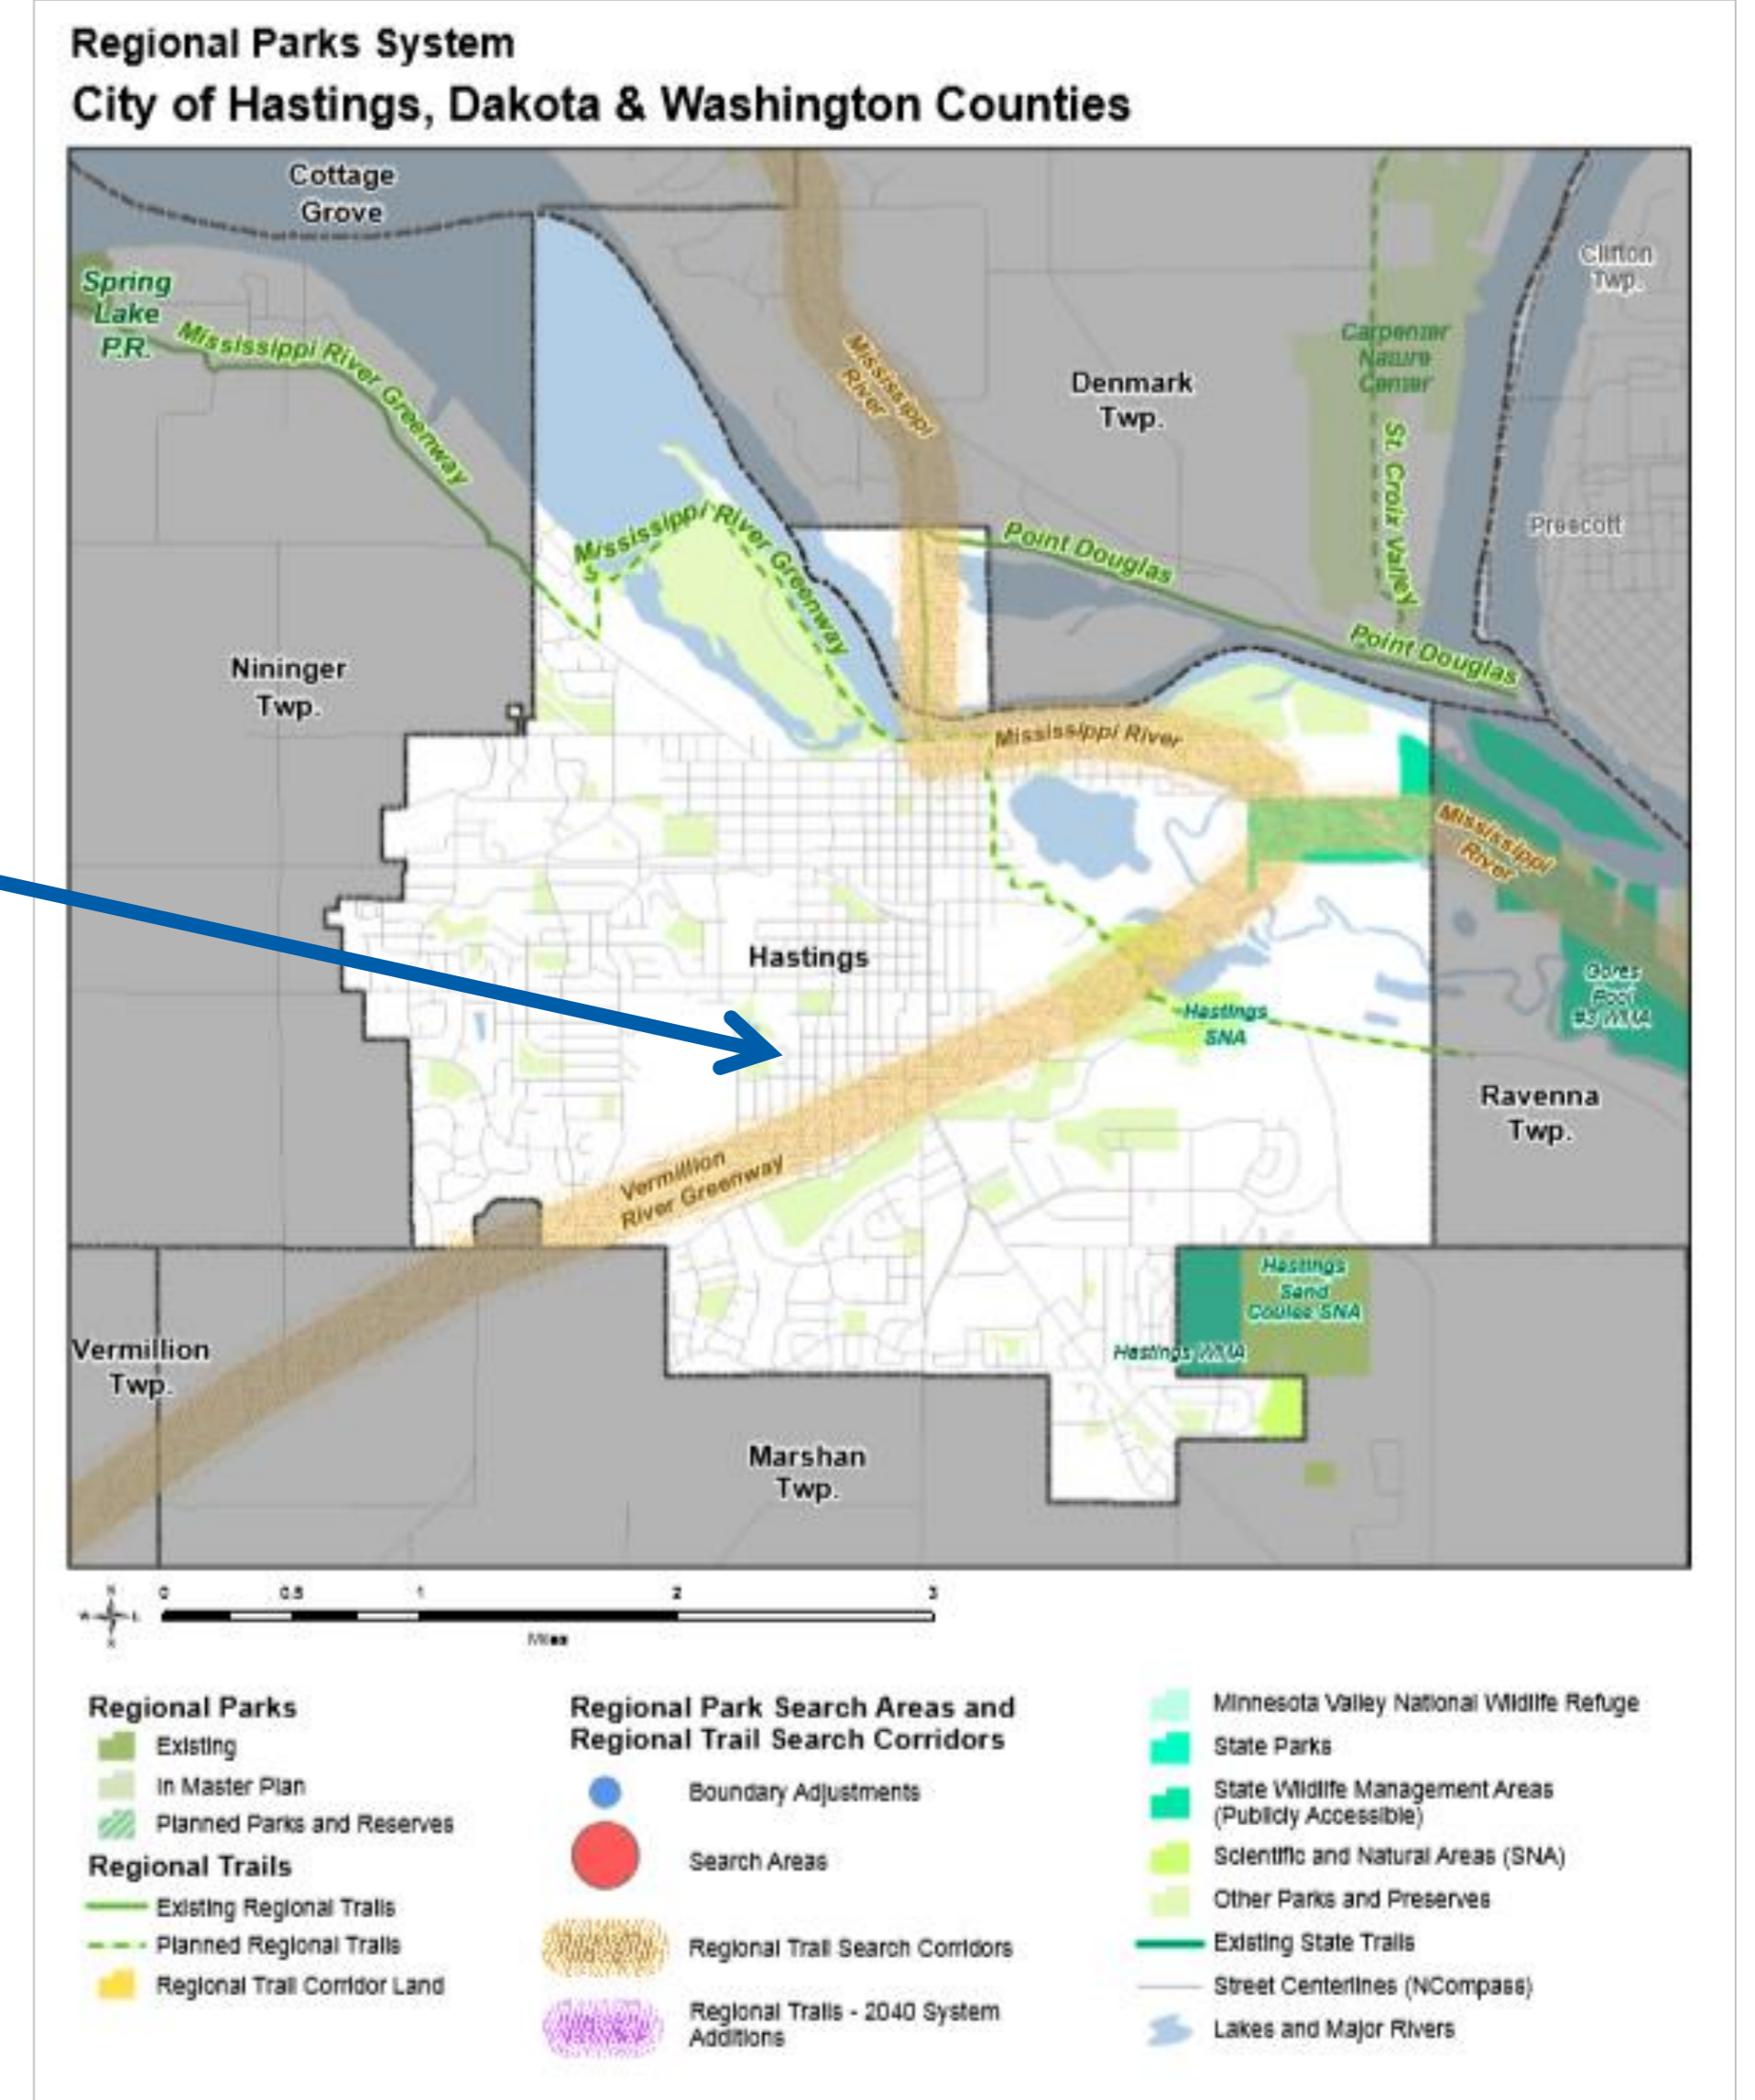 Regional Parks System
City of Hastings, Dakota & Washington Counties
Cottage
Grove
Clifton
Twp.
Spring
Lake
P.R.
Mississippi River Greenway
Mississippi
River
Denmark
Twp.
Carpenter
Nature
Center
St. Croix Valley
Prescott
Mississippi River Greenway
Point Douglas
Point Douglas
Nininger
Twp.
Mississippi River
Mississippi
River
Hastings
Gores
Pool
#3 WMA
Hastings
SNA
Ravenna
Twp.
Vermillion
River Greenway
Hastings
Sand
Coulee SNA
Hastings WMA
Vermillion
Twp.
Marshan
Twp.
N
W
0 0.5 1 2 3
Miles
Regional Parks
Existing
In Master Plan
Planned Parks and Reserves
Regional Trails
Existing Regional Trails
Planned Regional Trails
Regional Trail Corridor Land
Regional Park Search Areas and
Regional Trail Search Corridors
Boundary Adjustments
Search Areas
Regional Trail Search Corridors
Regional Trails - 2040 System
Additions
Minnesota Valley National Wildlife Refuge
State Parks
State Wildlife Management Areas
(Publicly Accessible)
Scientific and Natural Areas (SNA)
Other Parks and Preserves
Existing State Trails
Street Centerlines (NCompass)
Lakes and Major Rivers